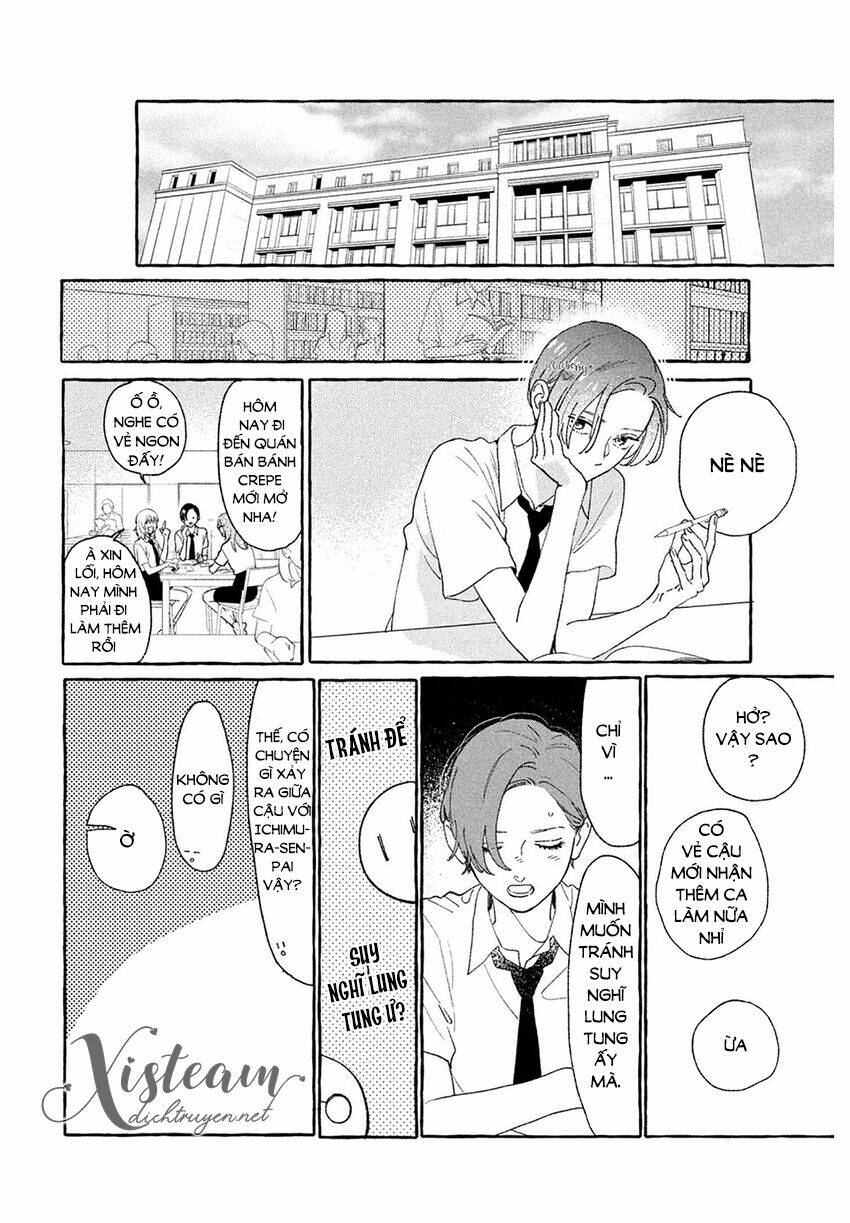 NÈ NÈ
HÔM
NAY ĐI
ĐẾN QUÁN
BÁN BÁNH
CREPE
MỚI MỞ
NHA!
Ố Ồ,
NGHE CÓ
VẺ NGON
ĐẤY!
À XIN
LỖI, HÔM
NAY MÌNH
PHẢI ĐI
LÀM THÊM
RỒI
HỞ?
VẬY SAO
?
CÓ
VẺ CẬU
MỚI NHẬN
THÊM CA
LÀM NỮA
NHỈ
ỪA
CHỈ
VÌ
...
MÌNH
MUỐN
TRÁNH
SUY
NGHĨ
LUNG
TUNG
ẤY
MÀ.
TRÁNH ĐỂ
SUY
NGHĨ LUNG
TUNG Ư?
THẾ, CÓ
CHUYỆN
GÌ XẢY
RA GIỮA
CẬU VỚI
ICHIMU-
RA-SEN-
PAI
VẬY?
KHÔNG
CÓ GÌ
Ờ
Xisteam
dichtruyen.net